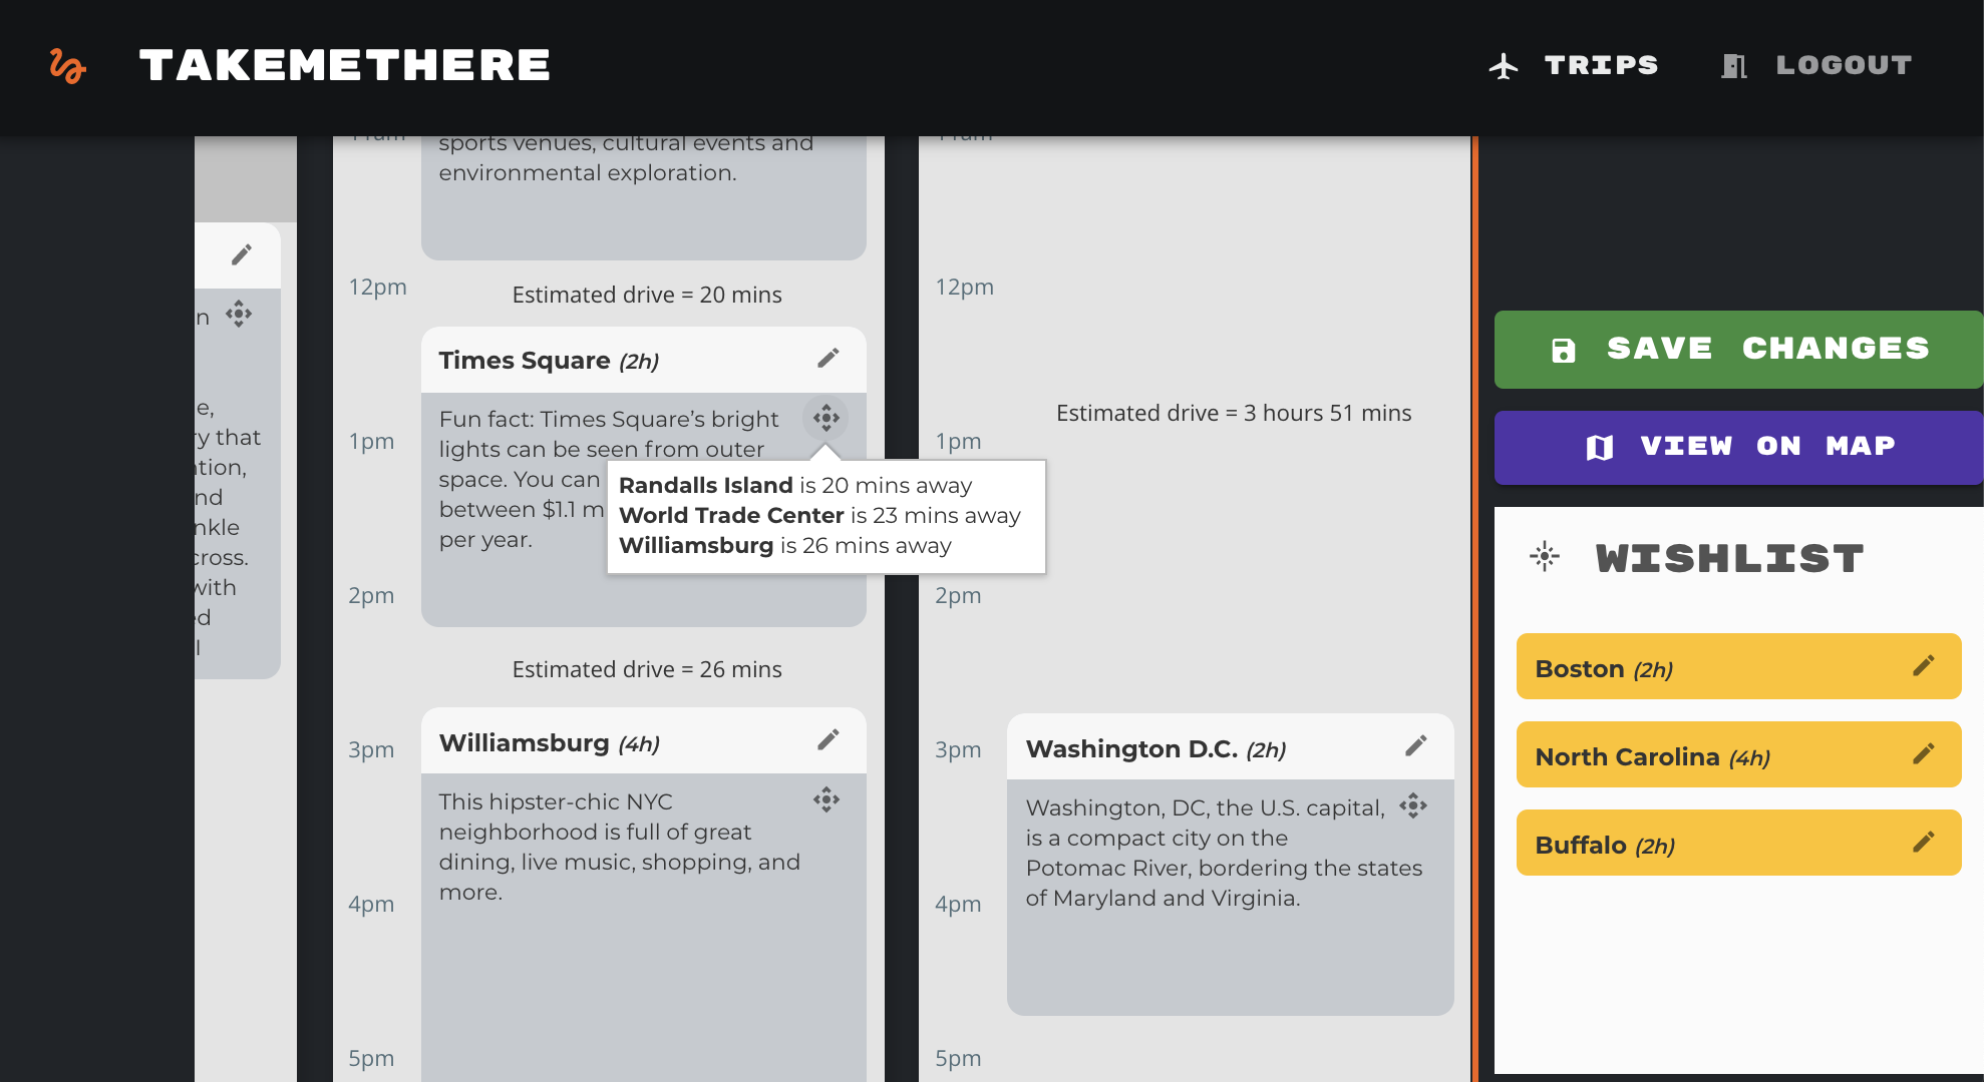 TAKEMETHERE
TRIPS
LOGOUT
n
e,
ry that
ntion,
nd
nkle
cross.
with
ed
l
11am
sports venues, cultural events and
environmental exploration.
12pm
Estimated drive = 20 mins
Times Square (2h)
1pm
Fun fact: Times Square’s bright
lights can be seen from outer
space. You can
between $1.1 m
per year.
Randalls Island is 20 mins away
World Trade Center is 23 mins away
Williamsburg is 26 mins away
2pm
Estimated drive = 26 mins
3pm
Williamsburg (4h)
This hipster-chic NYC
neighborhood is full of great
dining, live music, shopping, and
more.
4pm
5pm
11am
12pm
Estimated drive = 3 hours 51 mins
1pm
2pm
3pm
Washington D.C. (2h)
Washington, DC, the U.S. capital,
is a compact city on the
Potomac River, bordering the states
of Maryland and Virginia.
4pm
5pm
SAVE CHANGES
VIEW ON MAP
WISHLIST
Boston (2h)
North Carolina (4h)
Buffalo (2h)